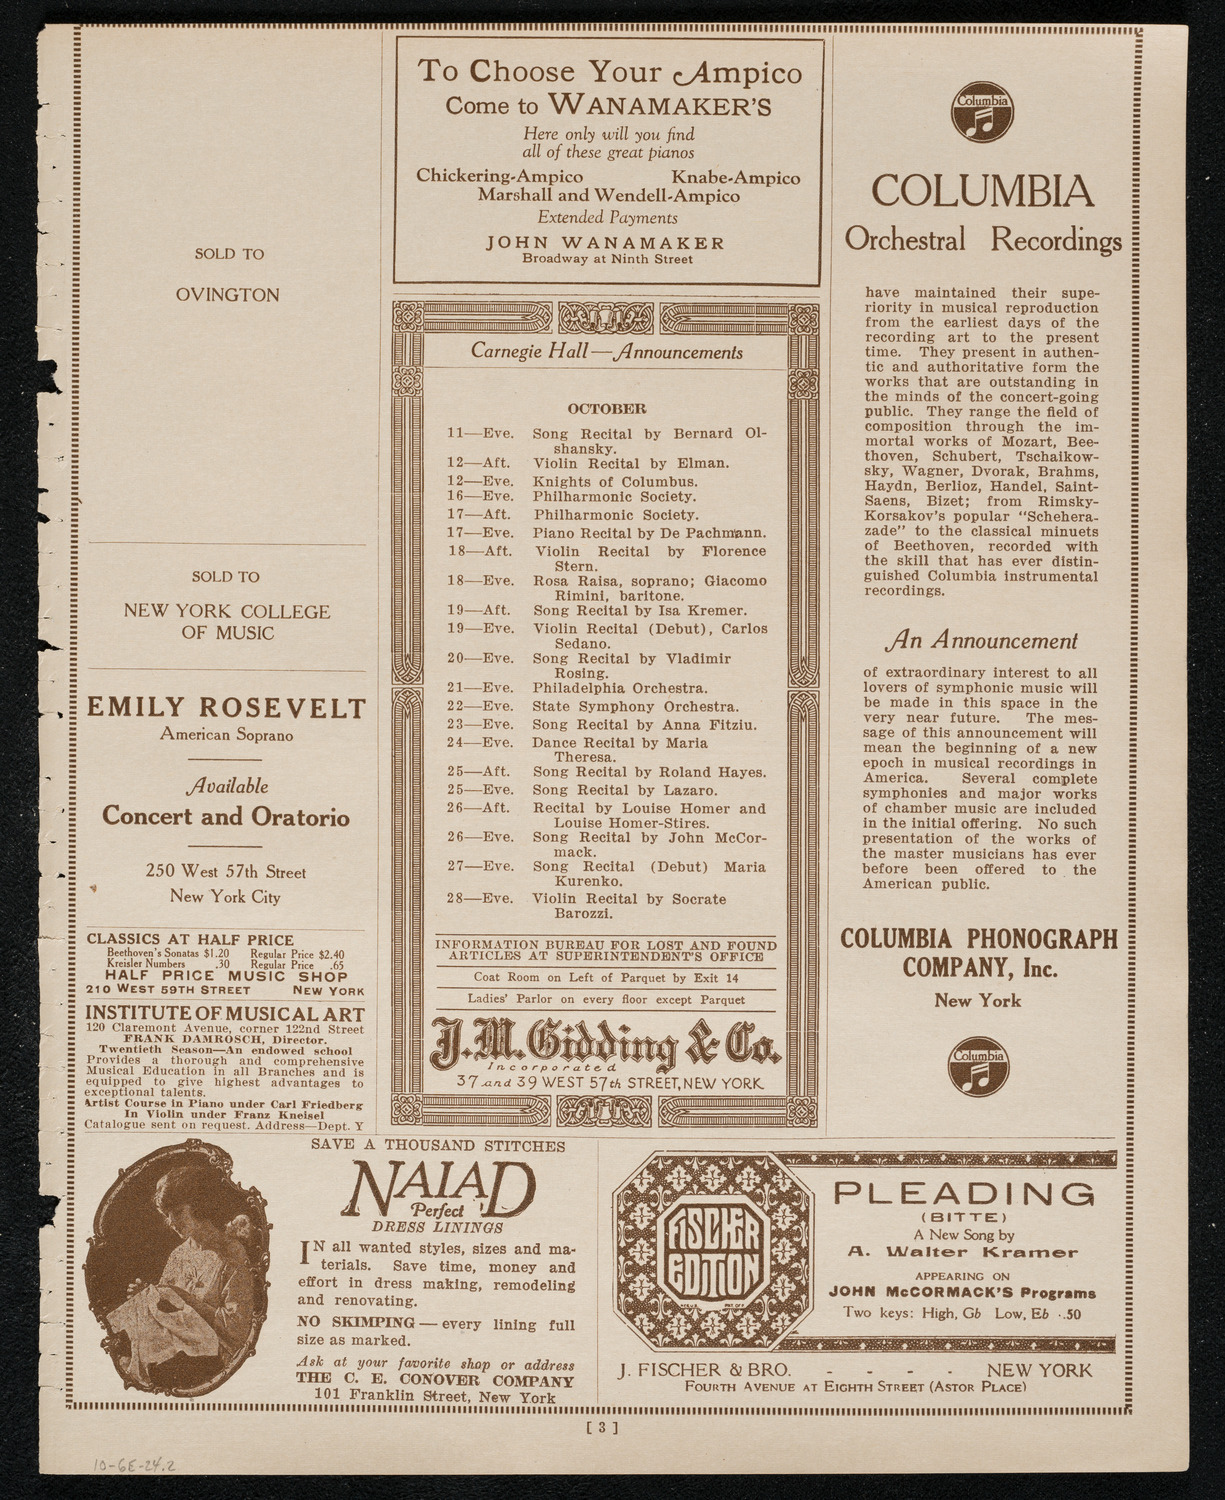 SOLD TO
OVINGTON
SOLD TO
NEW YORK COLLEGE
OF MUSIC
EMILY ROSEVELT
American Soprano
Available
Concert and Oratorio
250 West 57th Street
New York City
CLASSICS AT HALF PRICE
Beethoven's Sonatas $1.20 Regular Price $2.40
Kreisler Numbers .30 Regular Price .65
HALF PRICE MUSIC SHOP
210 WEST 59TH STREET NEW YORK
INSTITUTE OF MUSICAL ART
120 Claremont Avenue, corner 122nd Street
FRANK DAMROSCH, Director.
Twentieth Season—An endowed school
Provides a thorough and comprehensive
Musical Education in all Branches and is
equipped to give highest advantages to
exceptional talents.
Artist Course in Piano under Carl Friedberg
In Violin under Franz Kneisel
Catalogue sent on request. Address—Dept. Y
To Choose Your Ampico
Come to WANAMAKER'S
Here only will you find
all of these great pianos
Chickering-Ampico Knabe-Ampico
Marshall and Wendell-Ampico
Extended Payments
JOHN WANAMAKER
Broadway at Ninth Street
Carnegie Hall—Announcements
OCTOBER
11—Eve. Song Recital by Bernard Ol-
shansky.
12—Aft. Violin Recital by Elman.
12—Eve. Knights of Columbus.
16—Eve. Philharmonic Society.
17—Aft. Philharmonic Society.
17—Eve. Piano Recital by De Pachmann.
18—Aft. Violin Recital by Florence
Stern.
18—Eve. Rosa Raisa, soprano; Giacomo
Rimini, baritone.
19—Aft. Song Recital by Isa Kremer.
19—Eve. Violin Recital (Debut), Carlos
Sedano.
20—Eve. Song Recital by Vladimir
Rosing.
21—Eve. Philadelphia Orchestra.
22—Eve. State Symphony Orchestra.
23—Eve. Song Recital by Anna Fitziu.
24—Eve. Dance Recital by Maria
Theresa.
25—Aft. Song Recital by Roland Hayes.
25—Eve. Song Recital by Lazaro.
26—Aft. Recital by Louise Homer and
Louise Homer-Stires.
26—Eve. Song Recital by John McCor-
mack.
27—Eve. Song Recital (Debut) Maria
Kurenko.
28—Eve. Violin Recital by Socrate
Barozzi.
INFORMATION BUREAU FOR LOST AND FOUND
ARTICLES AT SUPERINTENDENT'S OFFICE
Coat Room on Left of Parquet by Exit 14
Ladies' Parlor on every floor except Parquet
J.M. Gidding & Co.
Incorporated
37 and 39 WEST 57th STREET, NEW YORK
Columbia
COLUMBIA
Orchestral Recordings
have maintained their supe-
riority in musical reproduction
from the earliest days of the
recording art to the present
time. They present in authen-
tic and authoritative form the
works that are outstanding in
the minds of the concert-going
public. They range the field of
composition through the im-
mortal works of Mozart, Bee-
thoven, Schubert, Tschaikow-
sky, Wagner, Dvorak, Brahms,
Haydn, Berlioz, Handel, Saint-
Saens, Bizet; from Rimsky-
Korsakov's popular "Schehera-
zade" to the classical minuets
of Beethoven, recorded with
the skill that has ever distin-
guished Columbia instrumental
recordings.
An Announcement
of extraordinary interest to all
lovers of symphonic music will
be made in this space in the
very near future. The mes-
sage of this announcement will
mean the beginning of a new
epoch in musical recordings in
America. Several complete
symphonies and major works
of chamber music are included
in the initial offering. No such
presentation of the works of
the master musicians has ever
before been offered to the
American public.
COLUMBIA PHONOGRAPH
COMPANY, Inc.
New York
Columbia
SAVE A THOUSAND STITCHES
NAIAD
Perfect
DRESS LININGS
IN all wanted styles, sizes and ma-
terials. Save time, money and
effort in dress making, remodeling
and renovating.
NO SKIMPING—every lining full
size as marked.
Ask at your favorite shop or address
THE C. E. CONOVER COMPANY
101 Franklin Street, New York
FISCHER
EDITION
PLEADING
(BITTE)
A New Song by
A. Walter Kramer
APPEARING ON
JOHN McCORMACK'S Programs
Two keys: High, Gb Low, Eb .50
J. FISCHER & BRO. - - - - NEW YORK
FOURTH AVENUE AT EIGHTH STREET (ASTOR PLACE)
[ 3 ]
10-6E-24.2